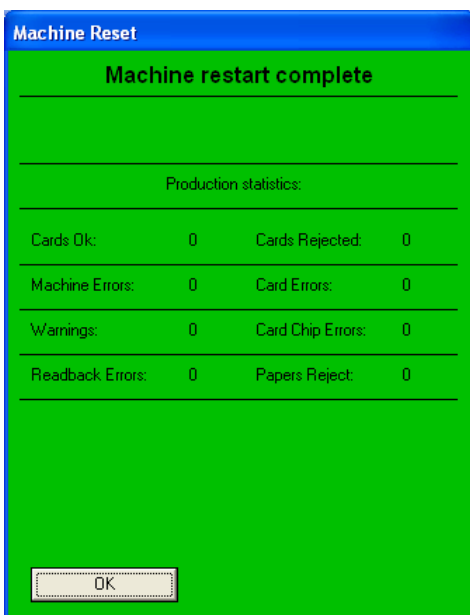 Machine Reset
Machine restart complete
Production statistics:
Cards Ok: 0 Cards Rejected: 0
Machine Errors: 0 Card Errors: 0
Warnings: 0 Card Chip Errors: 0
Readback Errors: 0 Papers Reject: 0
OK